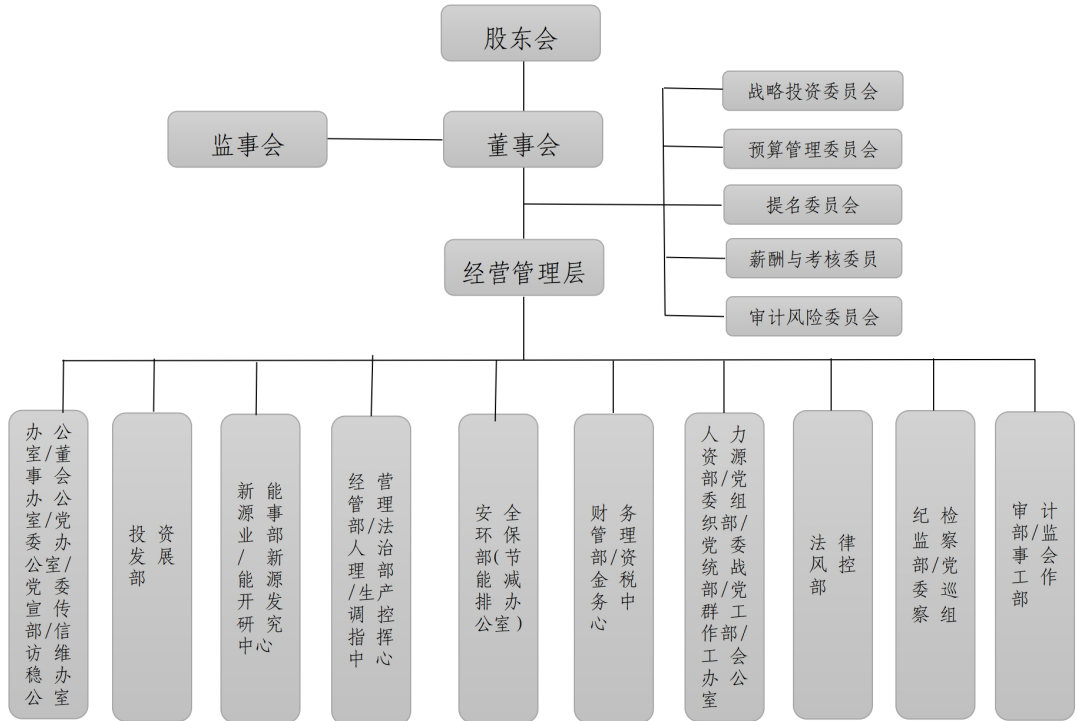 股东会
监事会
董事会
战略投资委员会
预算管理委员会
提名委员会
薪酬与考核委员
审计风险委员会
经营管理层
办公
室/董
事会
办公
室/党
委办
公室/
党委
宣传
部/信
访维
稳办
公室
投资
发展
部
新能
源事
业部
/新
能源
开发
研究
中心
经营
管理
部/法
人治
理部
/生产
调控
指挥
中心
安全
环保
部(节
能减
排办
公室)
财务
管理
部/资
金税
务中
心
人力
资源
部/党
委组
织部/
党委
统战
部/党
群工
作部/
工会
办公
室
法律
风控
部
纪检
监察
部/党
委巡
察组
审计
部/监
事会
工作
部